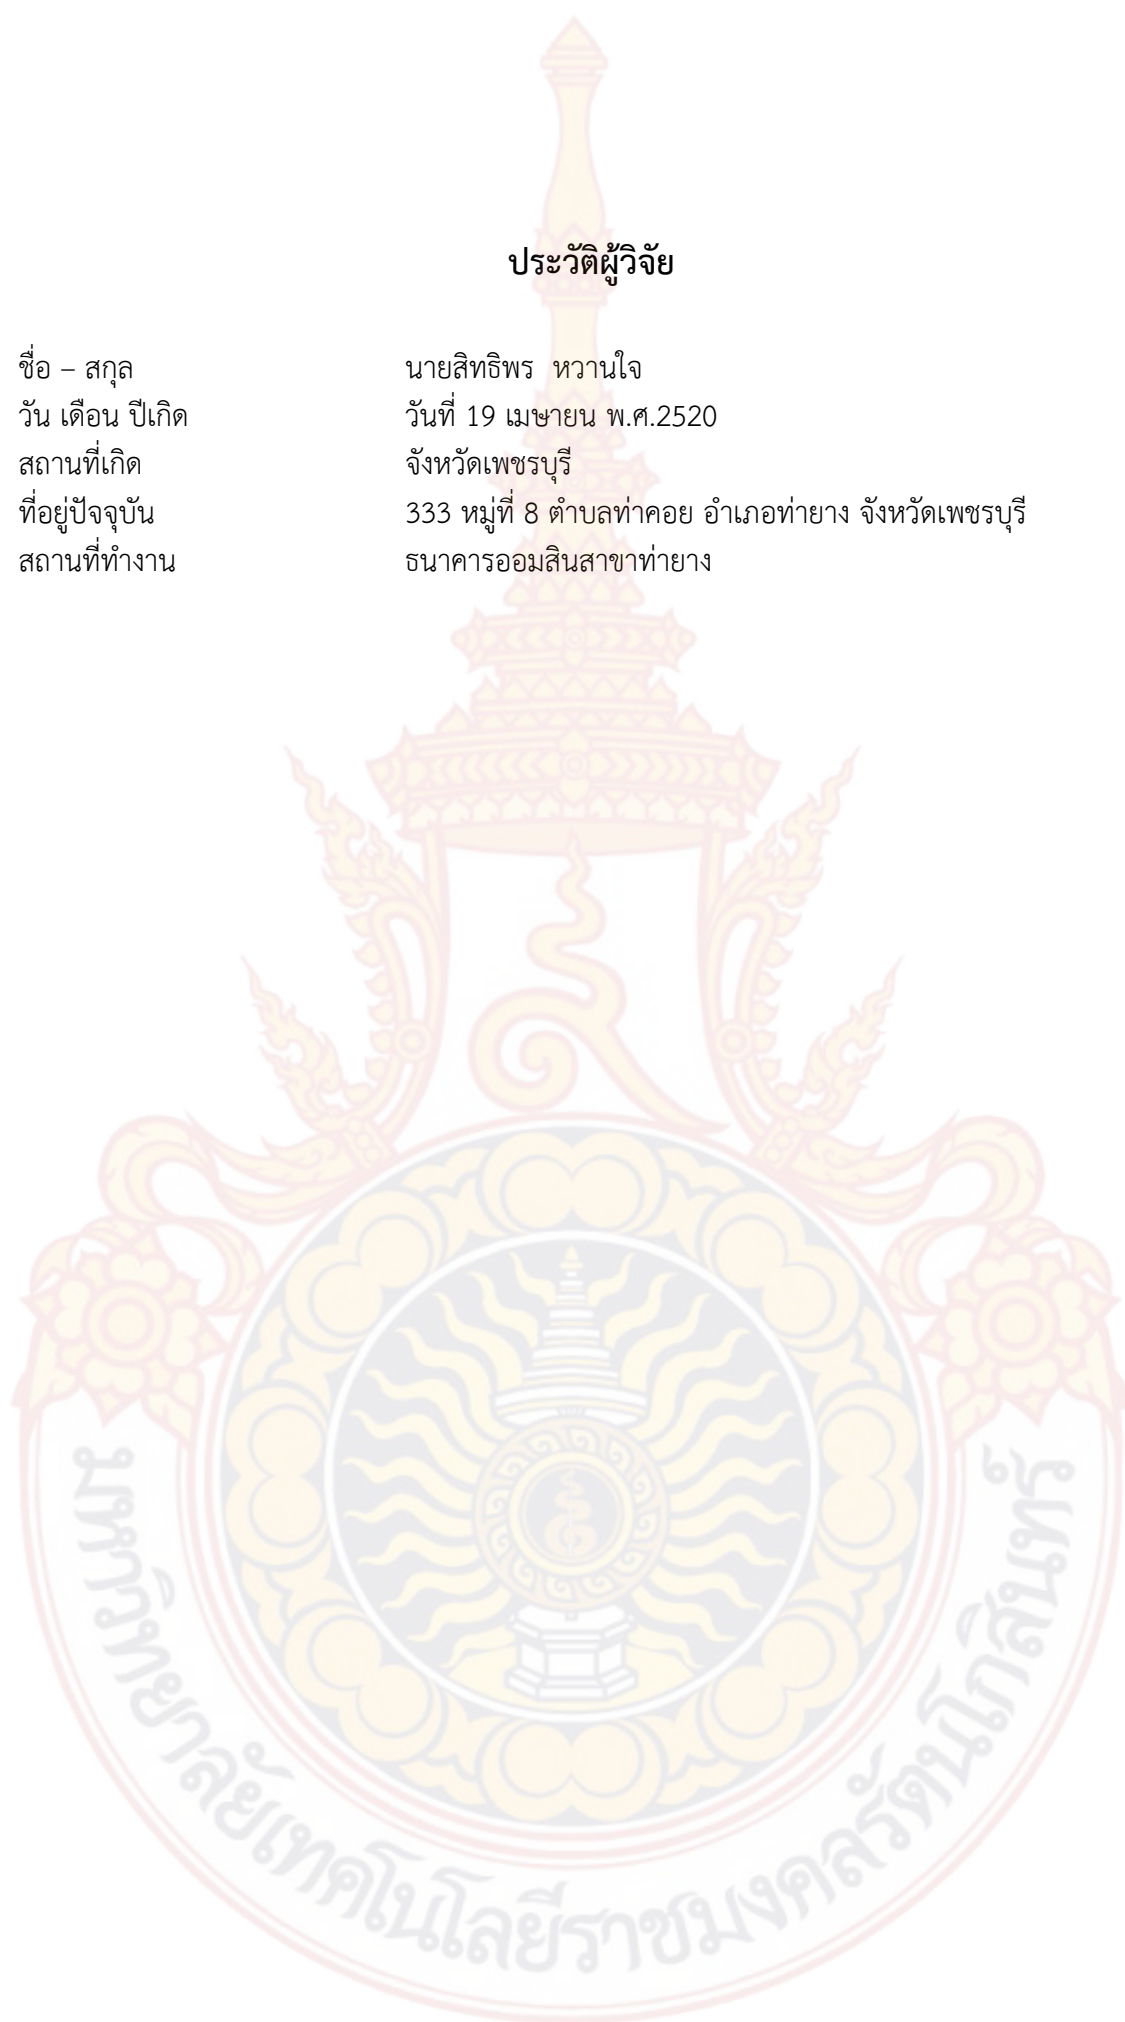 ประวัติผู้วิจัย
ชื่อ – สกุล นายสิทธิพร หวานใจ
วัน เดือน ปีเกิด วันที่ 19 เมษายน พ.ศ.2520
สถานที่เกิด จังหวัดเพชรบุรี
ที่อยู่ปัจจุบัน 333 หมู่ที่ 8 ตำบลท่าคอย อำเภอท่ายาง จังหวัดเพชรบุรี
สถานที่ทำงาน ธนาคารออมสินสาขาท่ายาง
มหาวิทยาลัยเทคโนโลยีราชมงคลรัตนโกสินทร์